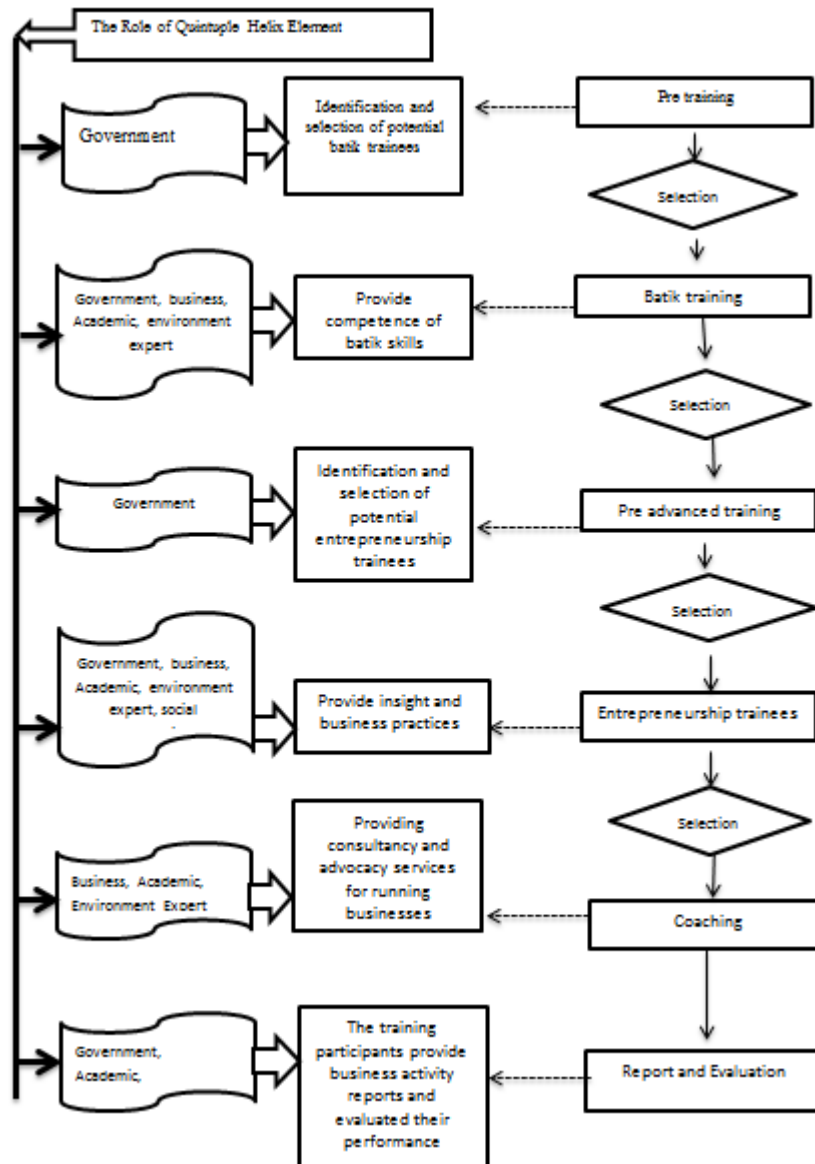 The Role of Quintuple Helix Element
Government
Identification and
selection of potential
batik trainees
Pre training
Selection
Government, business,
Academic, environment
expert
Provide
competence of
batik skills
Batik training
Selection
Government
Identification and
selection of
potential
entrepreneurship
trainees
Pre advanced training
Selection
Government, business,
Academic, environment
expert, social
Provide insight and
business practices
Entrepreneurship trainees
Selection
Business, Academic,
Environment Expert
Providing
consultancy and
advocacy services
for running
businesses
Coaching
Government,
Academic,
The training
participants provide
business activity
reports and
evaluated their
performance
Report and Evaluation